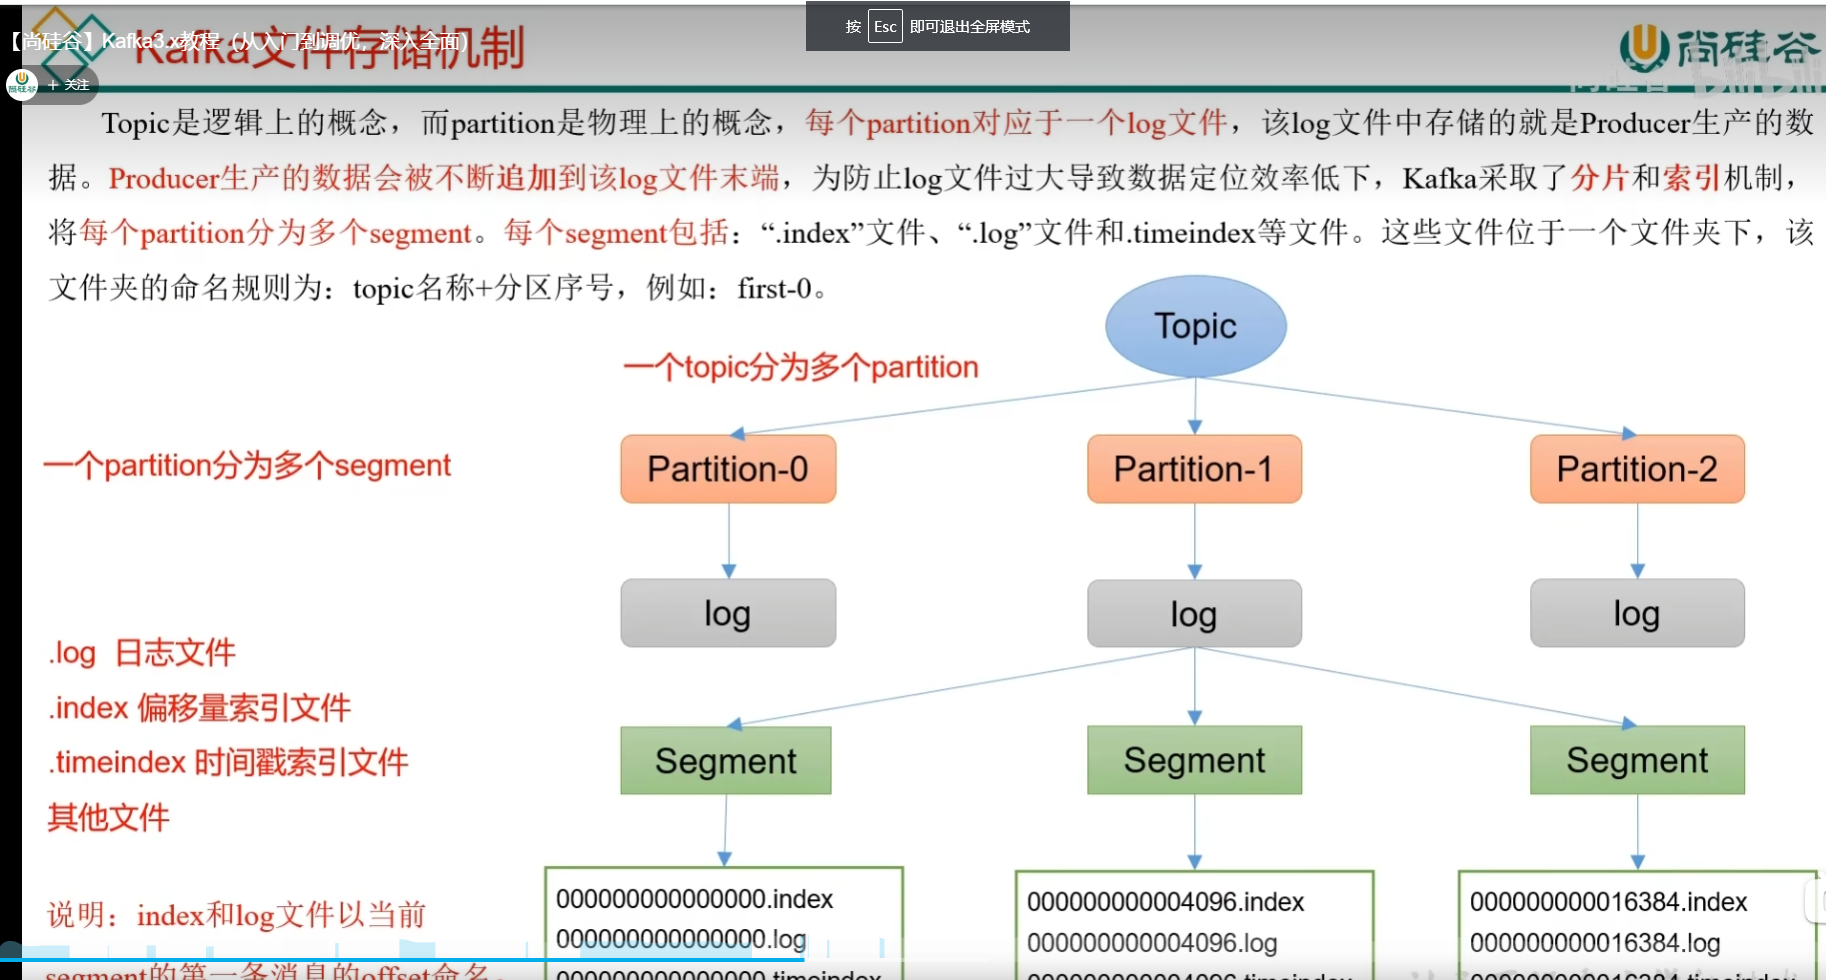 按 Esc 即可退出全屏模式
【尚硅谷】Kafka3.x教程（从入门到调优，深入全面）
Kafka文件存储机制
尚硅谷
+ 关注
Topic是逻辑上的概念，而partition是物理上的概念，每个partition对应于一个log文件，该log文件中存储的就是Producer生产的数
据。Producer生产的数据会被不断追加到该log文件末端，为防止log文件过大导致数据定位效率低下，Kafka采取了分片和索引机制，
将每个partition分为多个segment。每个segment包括：“.index”文件、“.log”文件和.timeindex等文件。这些文件位于一个文件夹下，该
文件夹的命名规则为：topic名称+分区序号，例如：first-0。
Topic
一个topic分为多个partition
一个partition分为多个segment
Partition-0
Partition-1
Partition-2
log
log
log
.log 日志文件
.index 偏移量索引文件
.timeindex 时间戳索引文件
其他文件
Segment
Segment
Segment
说明：index和log文件以当前
segment的第一条消息的offset命名。
000000000000000.index
000000000000000.log
000000000000000.timeindex
000000000004096.index
000000000004096.log
000000000004096.timeindex
000000000016384.index
000000000016384.log
000000000016384.timeindex